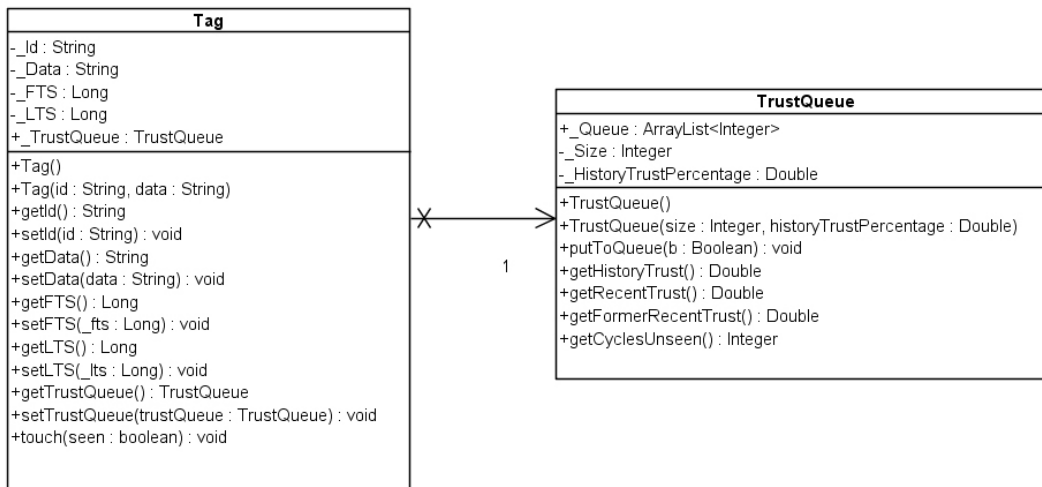 Tag
-_Id : String
-_Data : String
-_FTS : Long
-_LTS : Long
+_TrustQueue : TrustQueue
+Tag()
+Tag(id : String, data : String)
+getId() : String
+setId(id : String) : void
+getData() : String
+setData(data : String) : void
+getFTS() : Long
+setFTS(_fts : Long) : void
+getLTS() : Long
+setLTS(_lts : Long) : void
+getTrustQueue() : TrustQueue
+setTrustQueue(trustQueue : TrustQueue) : void
+touch(seen : boolean) : void
1
TrustQueue
+_Queue : ArrayList<Integer>
-_Size : Integer
-_HistoryTrustPercentage : Double
+TrustQueue()
+TrustQueue(size : Integer, historyTrustPercentage : Double)
+putToQueue(b : Boolean) : void
+getHistoryTrust() : Double
+getRecentTrust() : Double
+getFormerRecentTrust() : Double
+getCyclesUnseen() : Integer